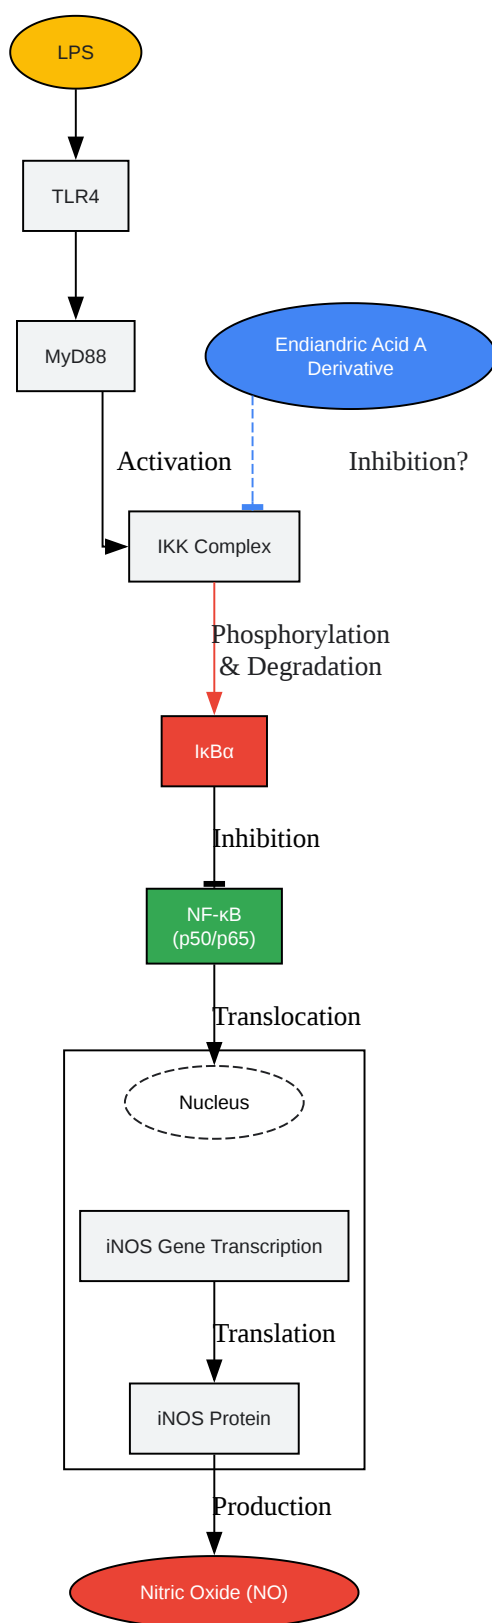 LPS
TLR4
MyD88
Endiandric Acid A
Derivative
Activation
Inhibition?
IKK Complex
Phosphorylation
& Degradation
IκBα
Inhibition
NF-κB
(p50/p65)
Translocation
Nucleus
iNOS Gene Transcription
Translation
iNOS Protein
Production
Nitric Oxide (NO)